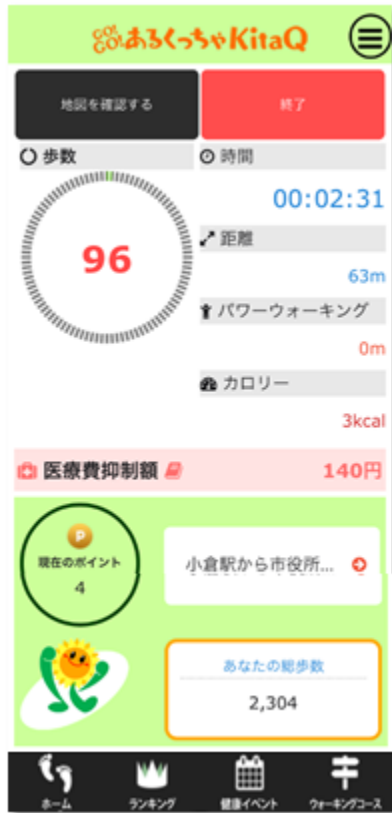 GO! GO! あるくっちゃKitaQ
地図を確認する
終了
歩数
96
時間
00:02:31
距離
63m
パワーウォーキング
0m
カロリー
3kcal
医療費抑制額
140円
P
現在のポイント
4
小倉駅から市役所...
あなたの総歩数
2,304
ホーム
ランキング
健康イベント
ウォーキングコース